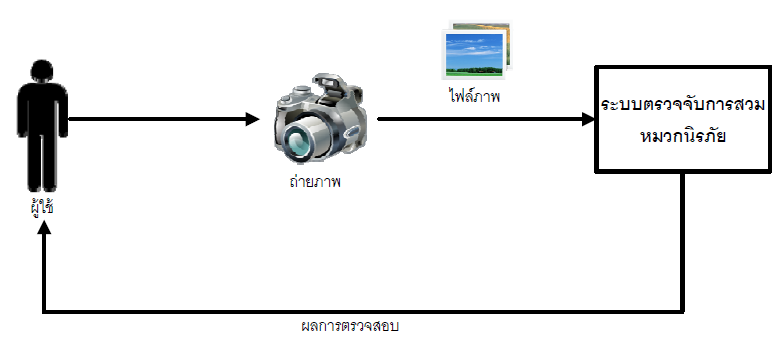 ไฟล์ภาพ
ระบบตรวจจับการสวม
หมวกนิรภัย
ถ่ายภาพ
ผู้ใช้
ผลการตรวจสอบ